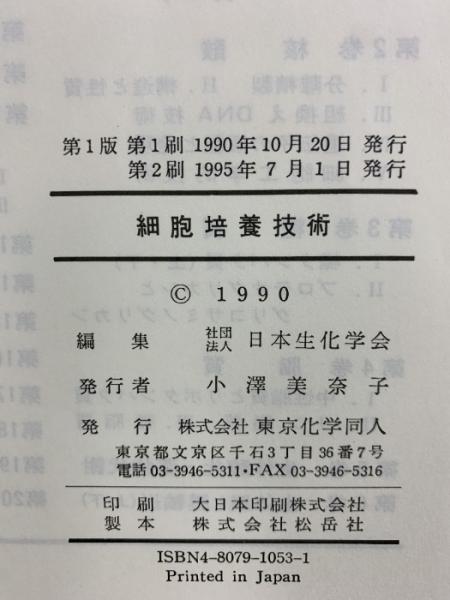 第1版 第1刷 1990年10月20日 発行
第2刷 1995年7月1日 発行
細胞培養技術
© 1990
編集 社団法人 日本生化学会
発行者 小澤美奈子
発行 株式会社 東京化学同人
東京都文京区千石3丁目36番7号
電話 03-3946-5311・FAX 03-3946-5316
印刷 大日本印刷株式会社
製本 株式会社松岳社
ISBN4-8079-1053-1
Printed in Japan